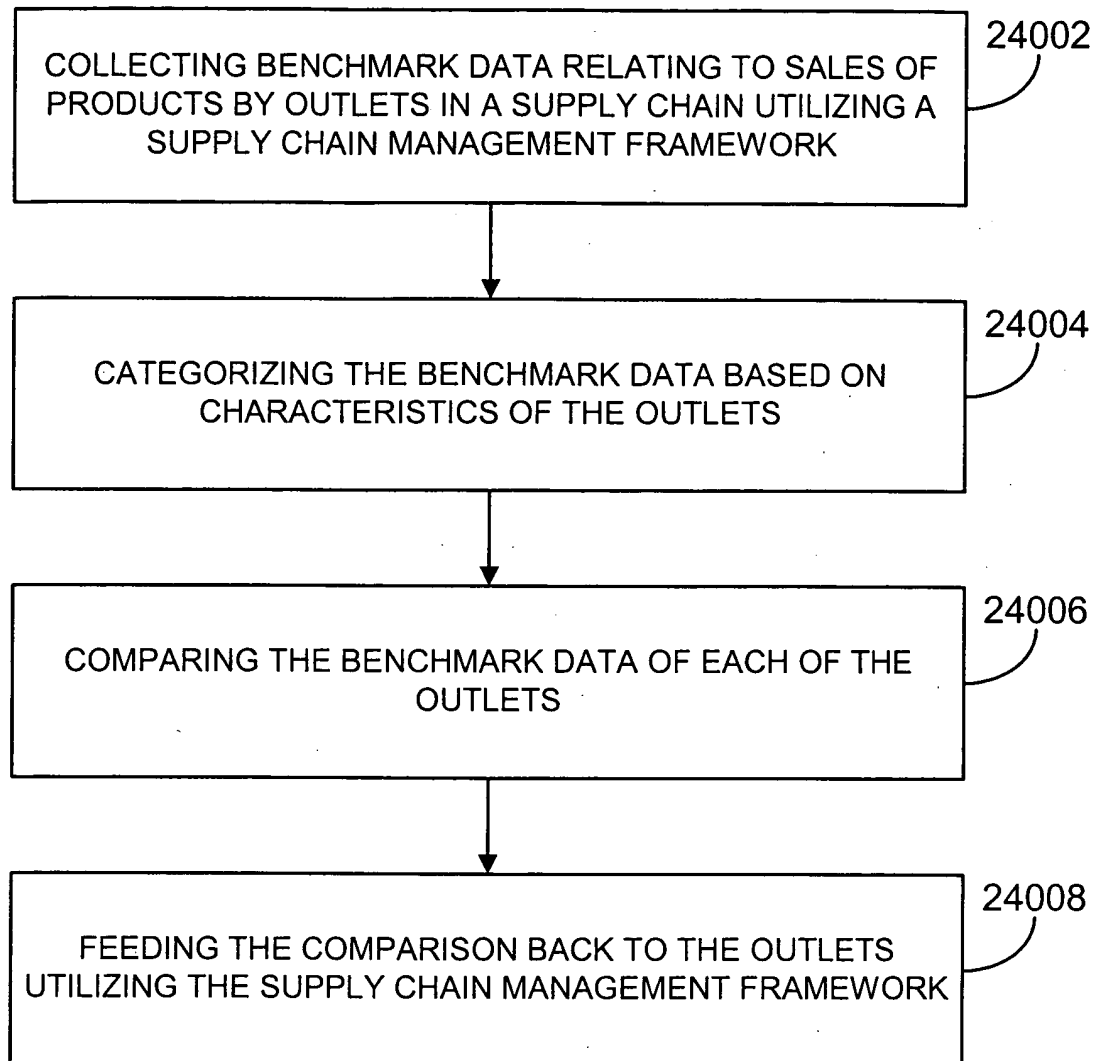 24002
COLLECTING BENCHMARK DATA RELATING TO SALES OF
PRODUCTS BY OUTLETS IN A SUPPLY CHAIN UTILIZING A
SUPPLY CHAIN MANAGEMENT FRAMEWORK
24004
CATEGORIZING THE BENCHMARK DATA BASED ON
CHARACTERISTICS OF THE OUTLETS
24006
COMPARING THE BENCHMARK DATA OF EACH OF THE
OUTLETS
24008
FEEDING THE COMPARISON BACK TO THE OUTLETS
UTILIZING THE SUPPLY CHAIN MANAGEMENT FRAMEWORK